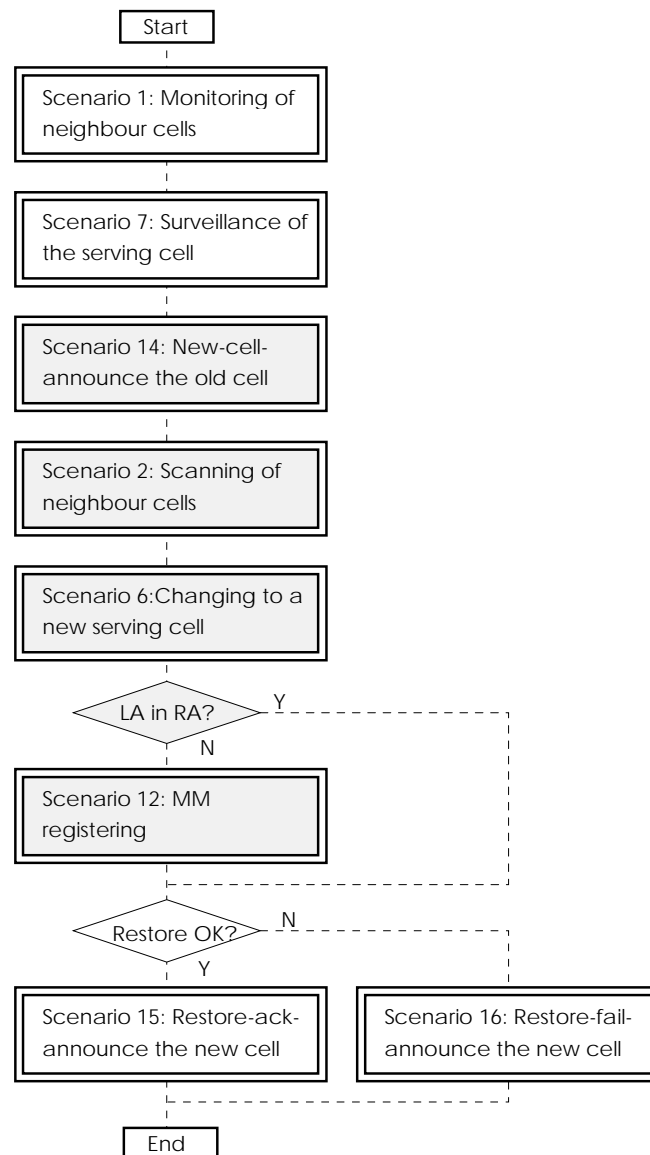 Start
Scenario 1: Monitoring of
neighbour cells
Scenario 7: Surveillance of
the serving cell
Scenario 14: New-cell-
announce the old cell
Scenario 2: Scanning of
neighbour cells
Scenario 6:Changing to a
new serving cell
LA in RA?
Y
N
Scenario 12: MM
registering
Restore OK?
N
Y
Scenario 15: Restore-ack-
announce the new cell
Scenario 16: Restore-fail-
announce the new cell
End